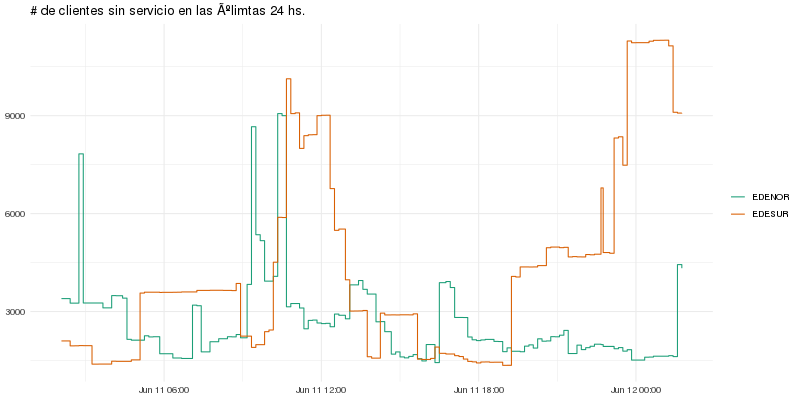 # de clientes sin servicio en las Ãºlimtas 24 hs.
9000
6000
3000
Jun 11 06:00
Jun 11 12:00
Jun 11 18:00
Jun 12 00:00
EDENOR
EDESUR